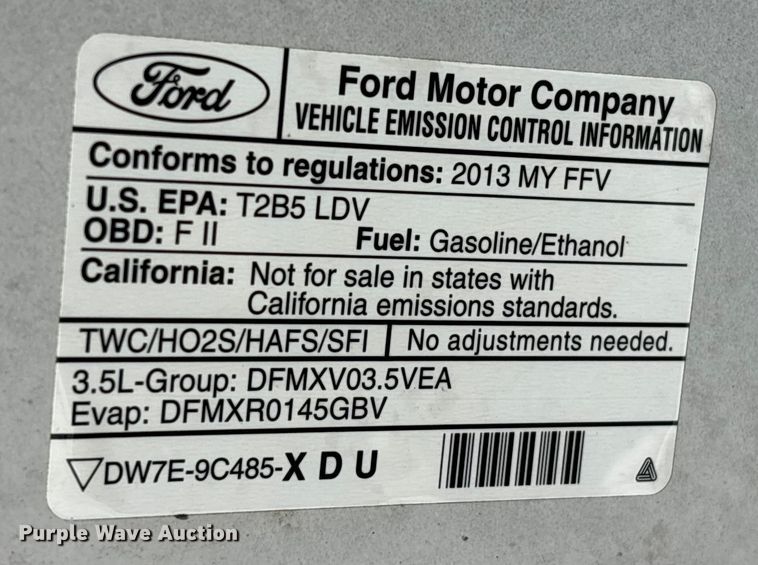 Ford
Ford Motor Company
VEHICLE EMISSION CONTROL INFORMATION
Conforms to regulations: 2013 MY FFV
U.S. EPA: T2B5 LDV
OBD: F II Fuel: Gasoline/Ethanol
California: Not for sale in states with
California emissions standards.
TWC/HO2S/HAFS/SFI No adjustments needed.
3.5L-Group: DFMXV03.5VEA
Evap: DFMXR0145GBV
DW7E-9C485-X D U
Purple Wave Auction